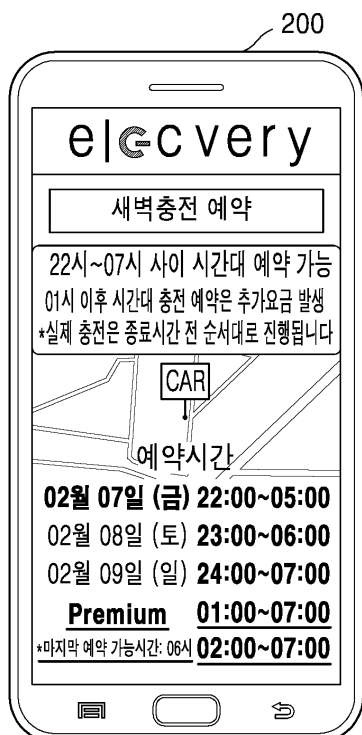 200
elecvery
새벽충전 예약
22시~07시 사이 시간대 예약 가능
01시 이후 시간대 충전 예약은 추가요금 발생
*실제 충전은 종료시간 전 순서대로 진행됩니다
CAR
예약시간
02월 07일 (금) 22:00~05:00
02월 08일 (토) 23:00~06:00
02월 09일 (일) 24:00~07:00
Premium 01:00~07:00
*마지막 예약 가능시간: 06시 02:00~07:00